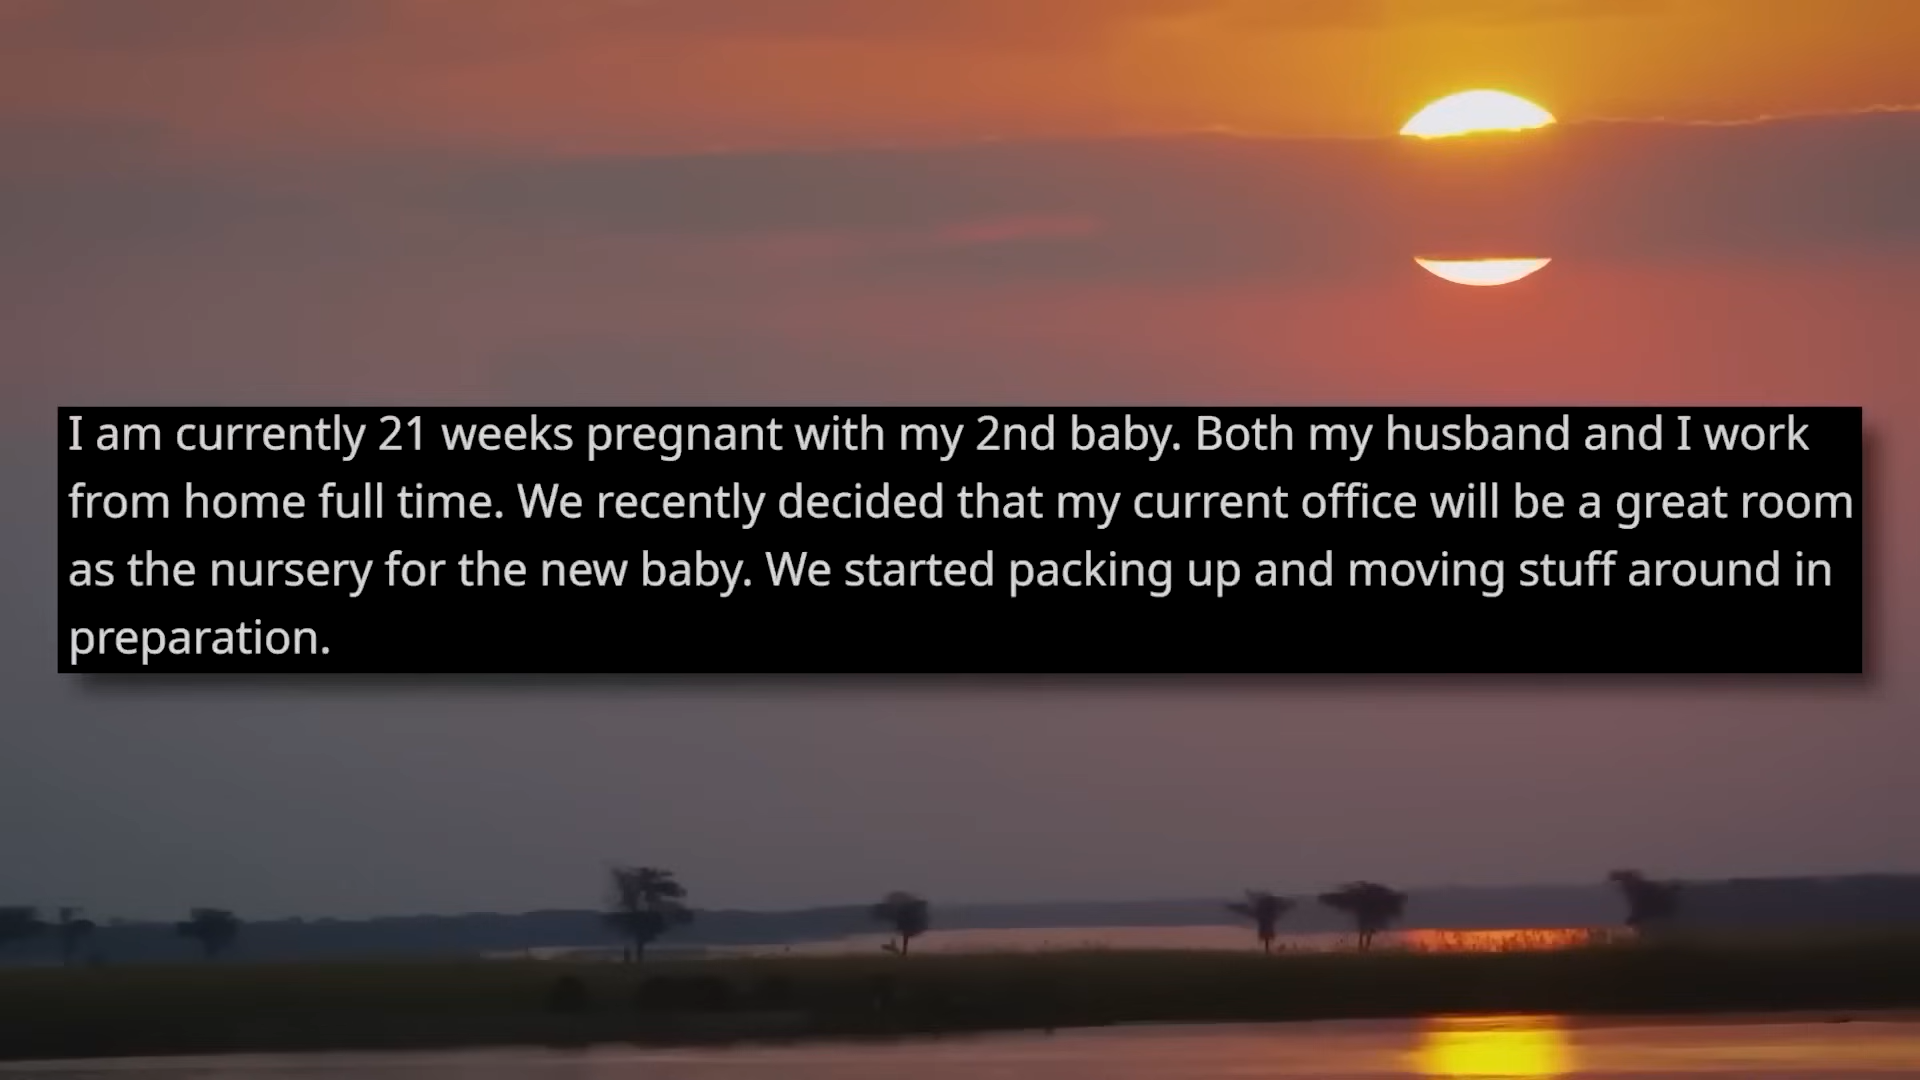 I am currently 21 weeks pregnant with my 2nd baby. Both my husband and I work
from home full time. We recently decided that my current office will be a great room
as the nursery for the new baby. We started packing up and moving stuff around in
preparation.